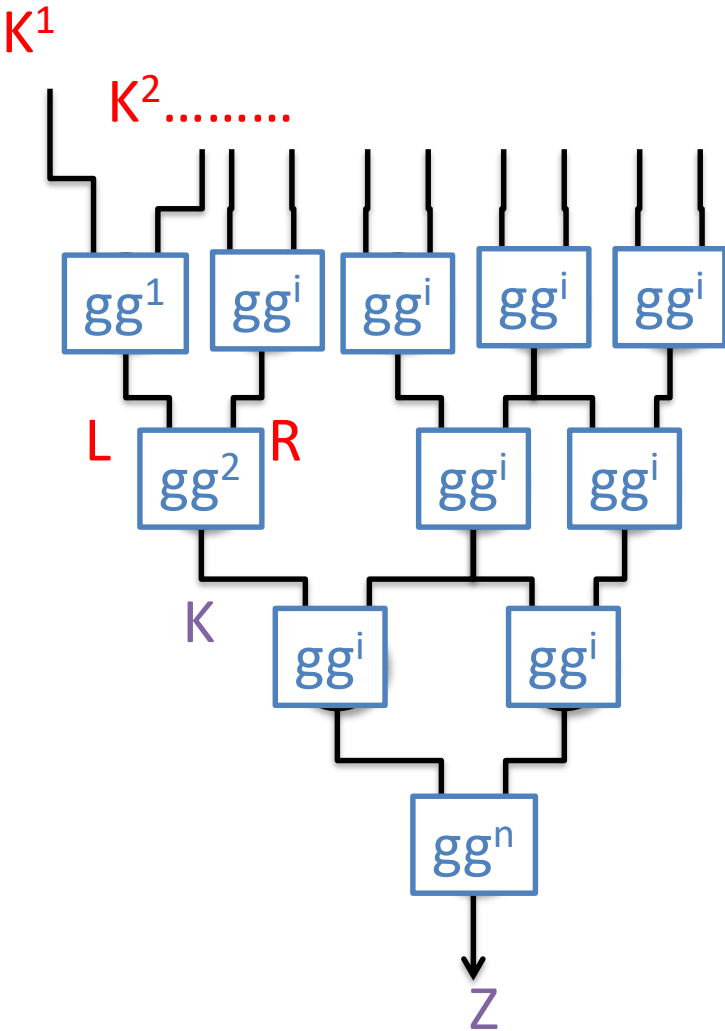 K¹
K².........
gg¹ ggⁱ ggⁱ ggⁱ ggⁱ
L gg² R ggⁱ ggⁱ
K ggⁱ ggⁱ
ggⁿ
Z